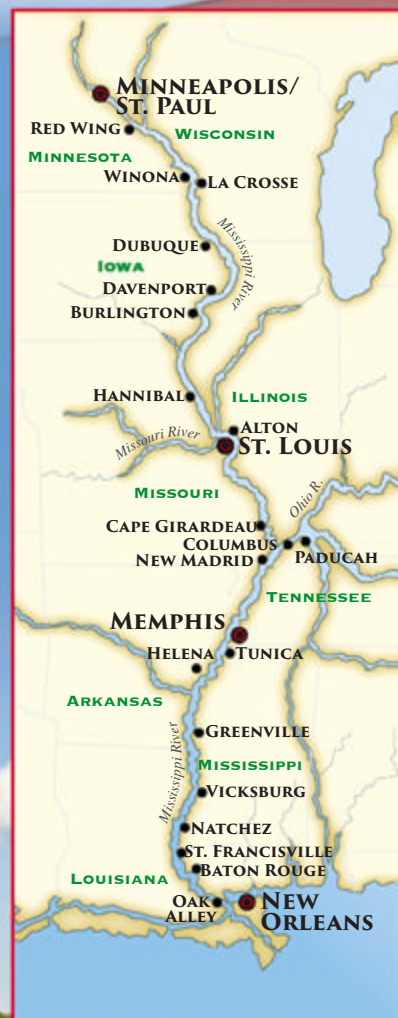 MINNEAPOLIS/
ST. PAUL
RED WING
WISCONSIN
MINNESOTA
WINONA
LA CROSSE
Mississippi River
DUBUQUE
IOWA
DAVENPORT
BURLINGTON
HANNIBAL
ILLINOIS
ALTON
Missouri River
ST. LOUIS
MISSOURI
Ohio R.
CAPE GIRARDEAU
COLUMBUS
PADUCAH
NEW MADRID
TENNESSEE
MEMPHIS
HELENA
TUNICA
ARKANSAS
Mississippi River
GREENVILLE
MISSISSIPPI
VICKSBURG
NATCHEZ
ST. FRANCISVILLE
BATON ROUGE
LOUISIANA
OAK
ALLEY
NEW
ORLEANS